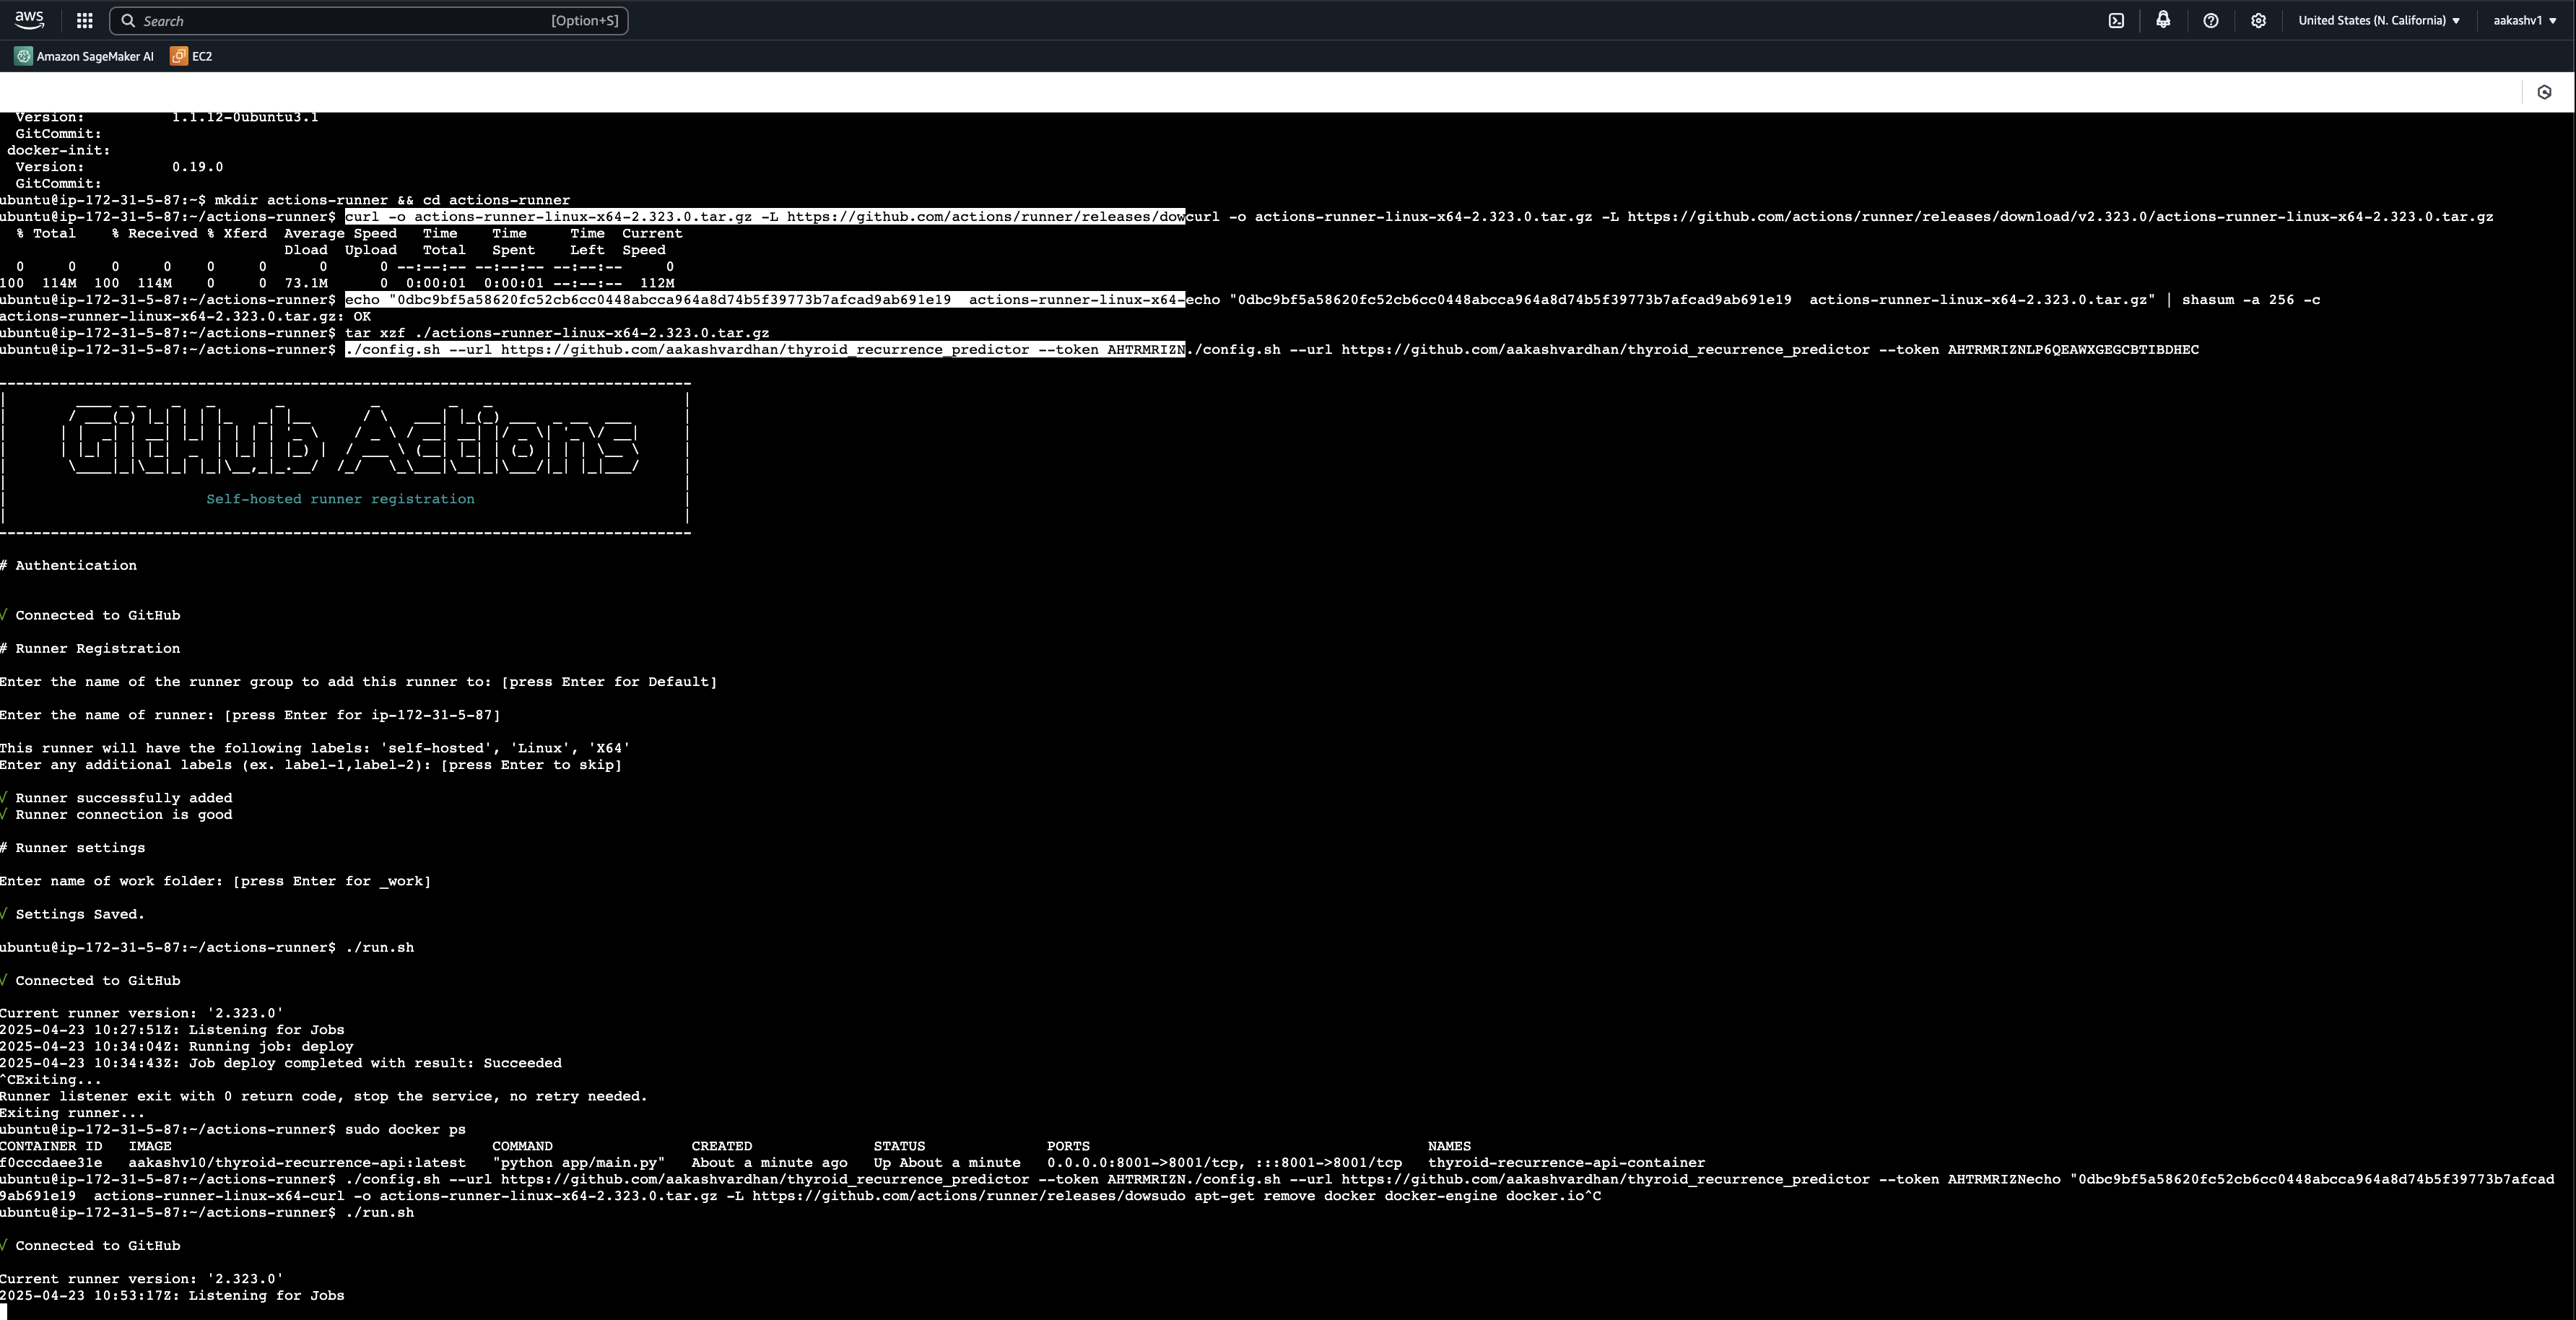 aws
Search [Option+S]
United States (N. California) ▼ aakashv1 ▼
Amazon SageMaker AI EC2
Version: 1.1.12-0ubuntu3.1
GitCommit:
docker-init:
Version: 0.19.0
GitCommit:
ubuntu@ip-172-31-5-87:~$ mkdir actions-runner && cd actions-runner
ubuntu@ip-172-31-5-87:~/actions-runner$ curl -o actions-runner-linux-x64-2.323.0.tar.gz -L https://github.com/actions/runner/releases/dowcurl -o actions-runner-linux-x64-2.323.0.tar.gz -L https://github.com/actions/runner/releases/download/v2.323.0/actions-runner-linux-x64-2.323.0.tar.gz
% Total % Received % Xferd Average Speed Time Time Time Current
Dload Upload Total Spent Left Speed
0 0 0 0 0 0 0 0 --:--:-- --:--:-- --:--:-- 0
100 114M 100 114M 0 0 73.1M 0 0:00:01 0:00:01 --:--:-- 112M
ubuntu@ip-172-31-5-87:~/actions-runner$ echo "0dbc9bf5a58620fc52cb6cc0448abcca964a8d74b5f39773b7afcad9ab691e19  actions-runner-linux-x64-echo "0dbc9bf5a58620fc52cb6cc0448abcca964a8d74b5f39773b7afcad9ab691e19  actions-runner-linux-x64-2.323.0.tar.gz" | shasum -a 256 -c
actions-runner-linux-x64-2.323.0.tar.gz: OK
ubuntu@ip-172-31-5-87:~/actions-runner$ tar xzf ./actions-runner-linux-x64-2.323.0.tar.gz
ubuntu@ip-172-31-5-87:~/actions-runner$ ./config.sh --url https://github.com/aakashvardhan/thyroid_recurrence_predictor --token AHTRMRIZN./config.sh --url https://github.com/aakashvardhan/thyroid_recurrence_predictor --token AHTRMRIZNLP6QEAWXGEGCBTIBDHEC
GitHub Actions
Self-hosted runner registration
# Authentication
√ Connected to GitHub
# Runner Registration
Enter the name of the runner group to add this runner to: [press Enter for Default]
Enter the name of runner: [press Enter for ip-172-31-5-87]
This runner will have the following labels: 'self-hosted', 'Linux', 'X64'
Enter any additional labels (ex. label-1,label-2): [press Enter to skip]
√ Runner successfully added
√ Runner connection is good
# Runner settings
Enter name of work folder: [press Enter for _work]
√ Settings Saved.
ubuntu@ip-172-31-5-87:~/actions-runner$ ./run.sh
√ Connected to GitHub
Current runner version: '2.323.0'
2025-04-23 10:27:51Z: Listening for Jobs
2025-04-23 10:34:04Z: Running job: deploy
2025-04-23 10:34:43Z: Job deploy completed with result: Succeeded
^CExiting...
Runner listener exit with 0 return code, stop the service, no retry needed.
Exiting runner...
ubuntu@ip-172-31-5-87:~/actions-runner$ sudo docker ps
CONTAINER ID IMAGE COMMAND CREATED STATUS PORTS NAMES
f0cccdaee31e aakashv10/thyroid-recurrence-api:latest "python app/main.py" About a minute ago Up About a minute 0.0.0.0:8001->8001/tcp, :::8001->8001/tcp thyroid-recurrence-api-container
ubuntu@ip-172-31-5-87:~/actions-runner$ ./config.sh --url https://github.com/aakashvardhan/thyroid_recurrence_predictor --token AHTRMRIZN./config.sh --url https://github.com/aakashvardhan/thyroid_recurrence_predictor --token AHTRMRIZNecho "0dbc9bf5a58620fc52cb6cc0448abcca964a8d74b5f39773b7afcad
9ab691e19  actions-runner-linux-x64-curl -o actions-runner-linux-x64-2.323.0.tar.gz -L https://github.com/actions/runner/releases/dowsudo apt-get remove docker docker-engine docker.io^C
ubuntu@ip-172-31-5-87:~/actions-runner$ ./run.sh
√ Connected to GitHub
Current runner version: '2.323.0'
2025-04-23 10:53:17Z: Listening for Jobs